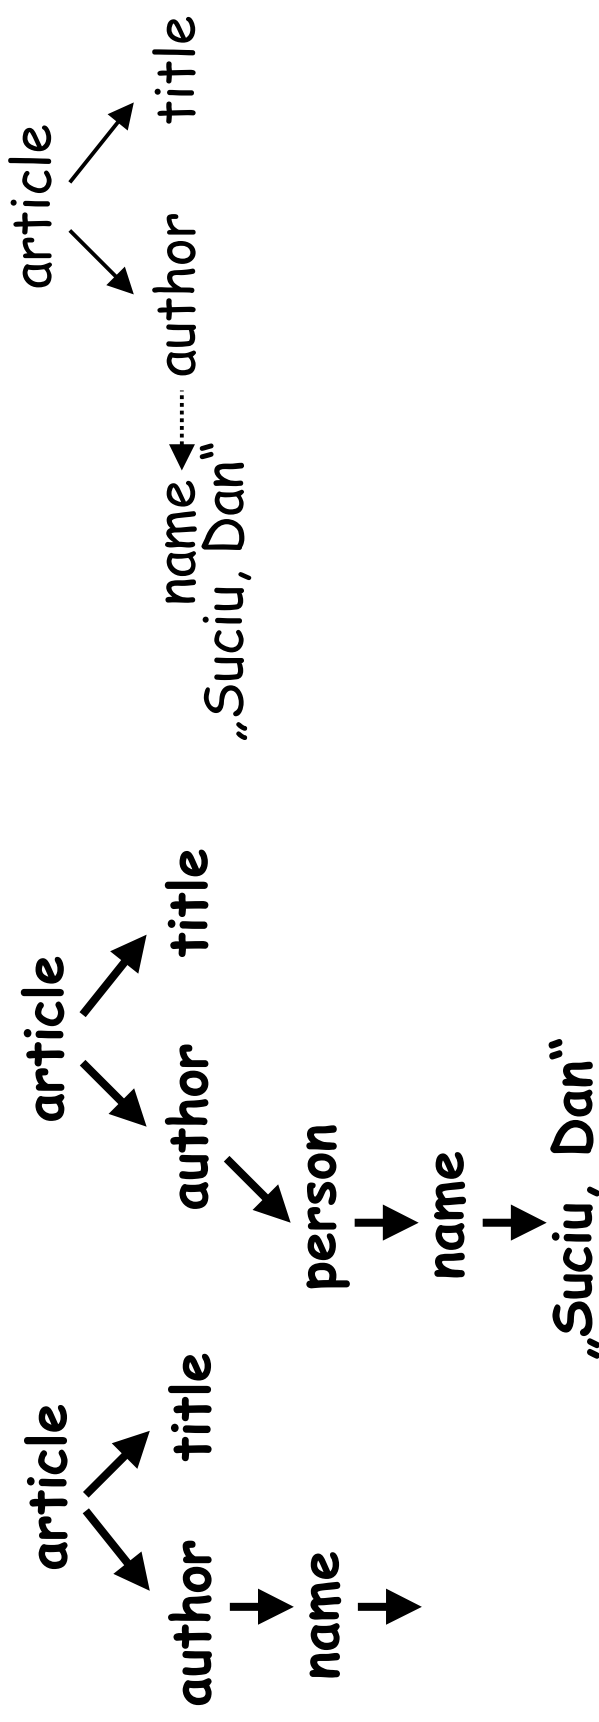 article
author title
name
article
author title
person
name
„Suciu, Dan“
article
name author title
„Suciu, Dan“